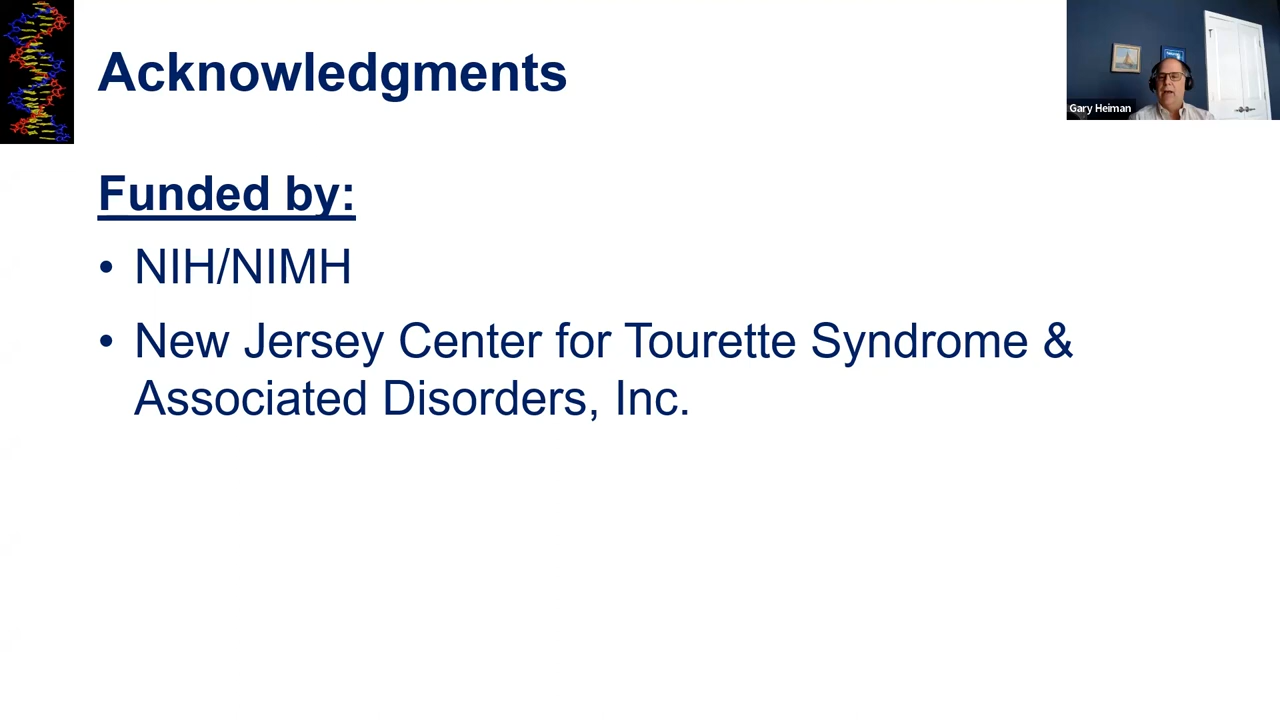 Acknowledgments
Gary Heiman
Funded by:
• NIH/NIMH
• New Jersey Center for Tourette Syndrome &
Associated Disorders, Inc.